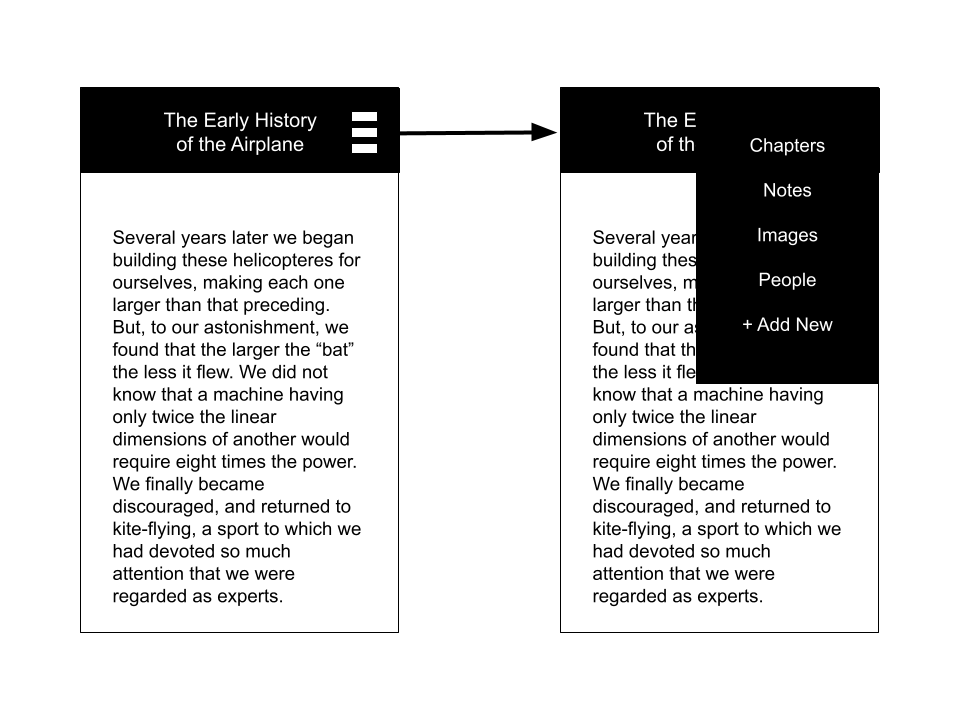 The Early History
of the Airplane
Several years later we began
building these helicopteres for
ourselves, making each one
larger than that preceding.
But, to our astonishment, we
found that the larger the “bat”
the less it flew. We did not
know that a machine having
only twice the linear
dimensions of another would
require eight times the power.
We finally became
discouraged, and returned to
kite-flying, a sport to which we
had devoted so much
attention that we were
regarded as experts.
The E
of th
Chapters
Notes
Images
People
+ Add New
Several year
building thes
ourselves, m
larger than th
But, to our as
found that th
the less it fle
know that a machine having
only twice the linear
dimensions of another would
require eight times the power.
We finally became
discouraged, and returned to
kite-flying, a sport to which we
had devoted so much
attention that we were
regarded as experts.